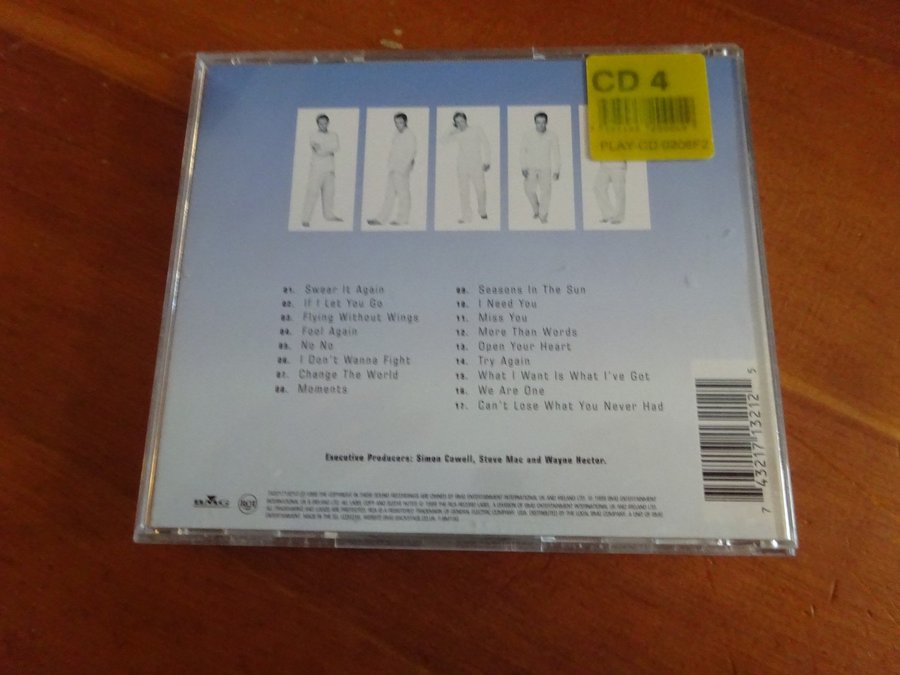 CD 4
PLAY-CD 0208F2
01. Swear It Again
02. If I Let You Go
03. Flying Without Wings
04. Fool Again
05. No No
06. I Don't Wanna Fight
07. Change The World
08. Moments
09. Seasons In The Sun
10. I Need You
11. Miss You
12. More Than Words
13. Open Your Heart
14. Try Again
15. What I Want Is What I've Got
16. We Are One
17. Can't Lose What You Never Had
Executive Producers: Simon Cowell, Steve Mac and Wayne Hector.
7 43217 13212 5
BMG
RCA